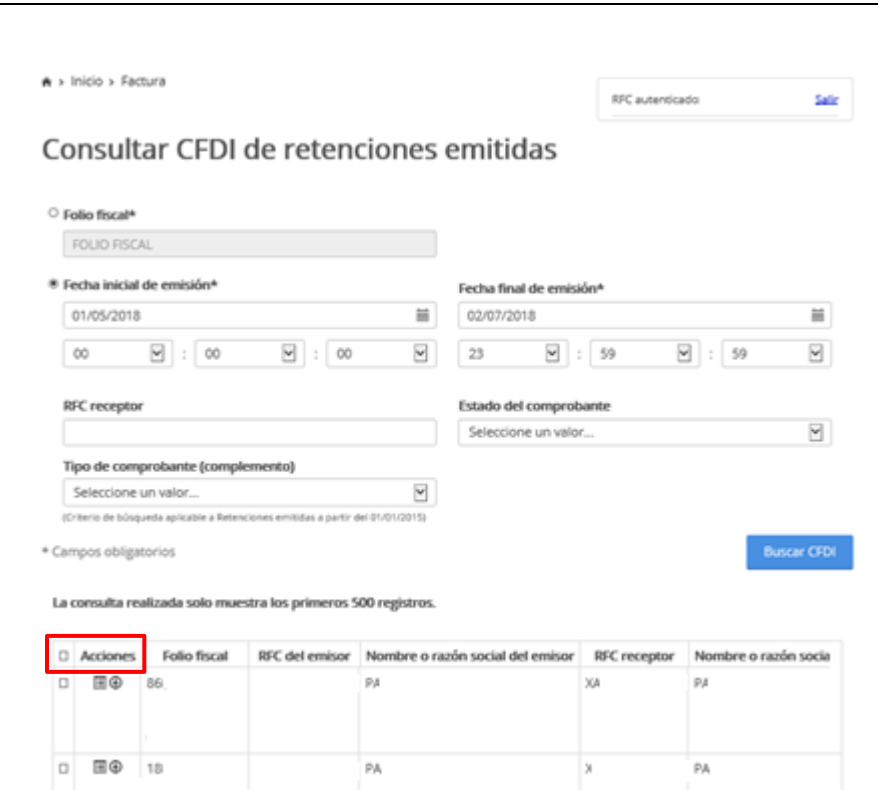 > Inicio > Factura
RFC autenticado: Salir
Consultar CFDI de retenciones emitidas
Folio fiscal*
FOLIO FISCAL
Fecha inicial de emisión* Fecha final de emisión*
01/05/2018 02/07/2018
00 : 00 : 00 23 : 59 : 59
RFC receptor Estado del comprobante
Seleccione un valor...
Tipo de comprobante (complemento)
Seleccione un valor...
(Criterio de búsqueda aplicable a Retenciones emitidas a partir del 01/01/2015)
* Campos obligatorios Buscar CFDI
La consulta realizada solo muestra los primeros 500 registros.
Acciones Folio fiscal RFC del emisor Nombre o razón social del emisor RFC receptor Nombre o razón socia
86 PA XA PA
18 PA X PA